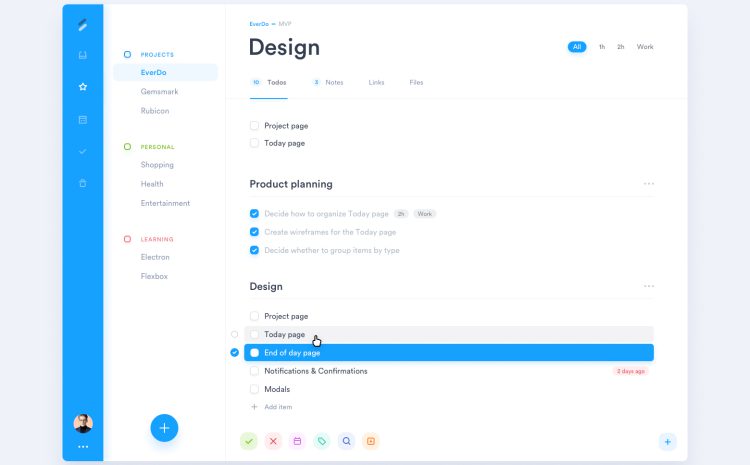 EverDo – MVP
Design
All 1h 2h Work
10 Todos 3 Notes Links Files
PROJECTS
EverDo
Gemsmark
Rubicon
PERSONAL
Shopping
Health
Entertainment
LEARNING
Electron
Flexbox
Project page
Today page
Product planning
Decide how to organize Today page 2h Work
Create wireframes for the Today page
Decide whether to group items by type
Design
Project page
Today page
End of day page
Notifications & Confirmations 2 days ago
Modals
Add item